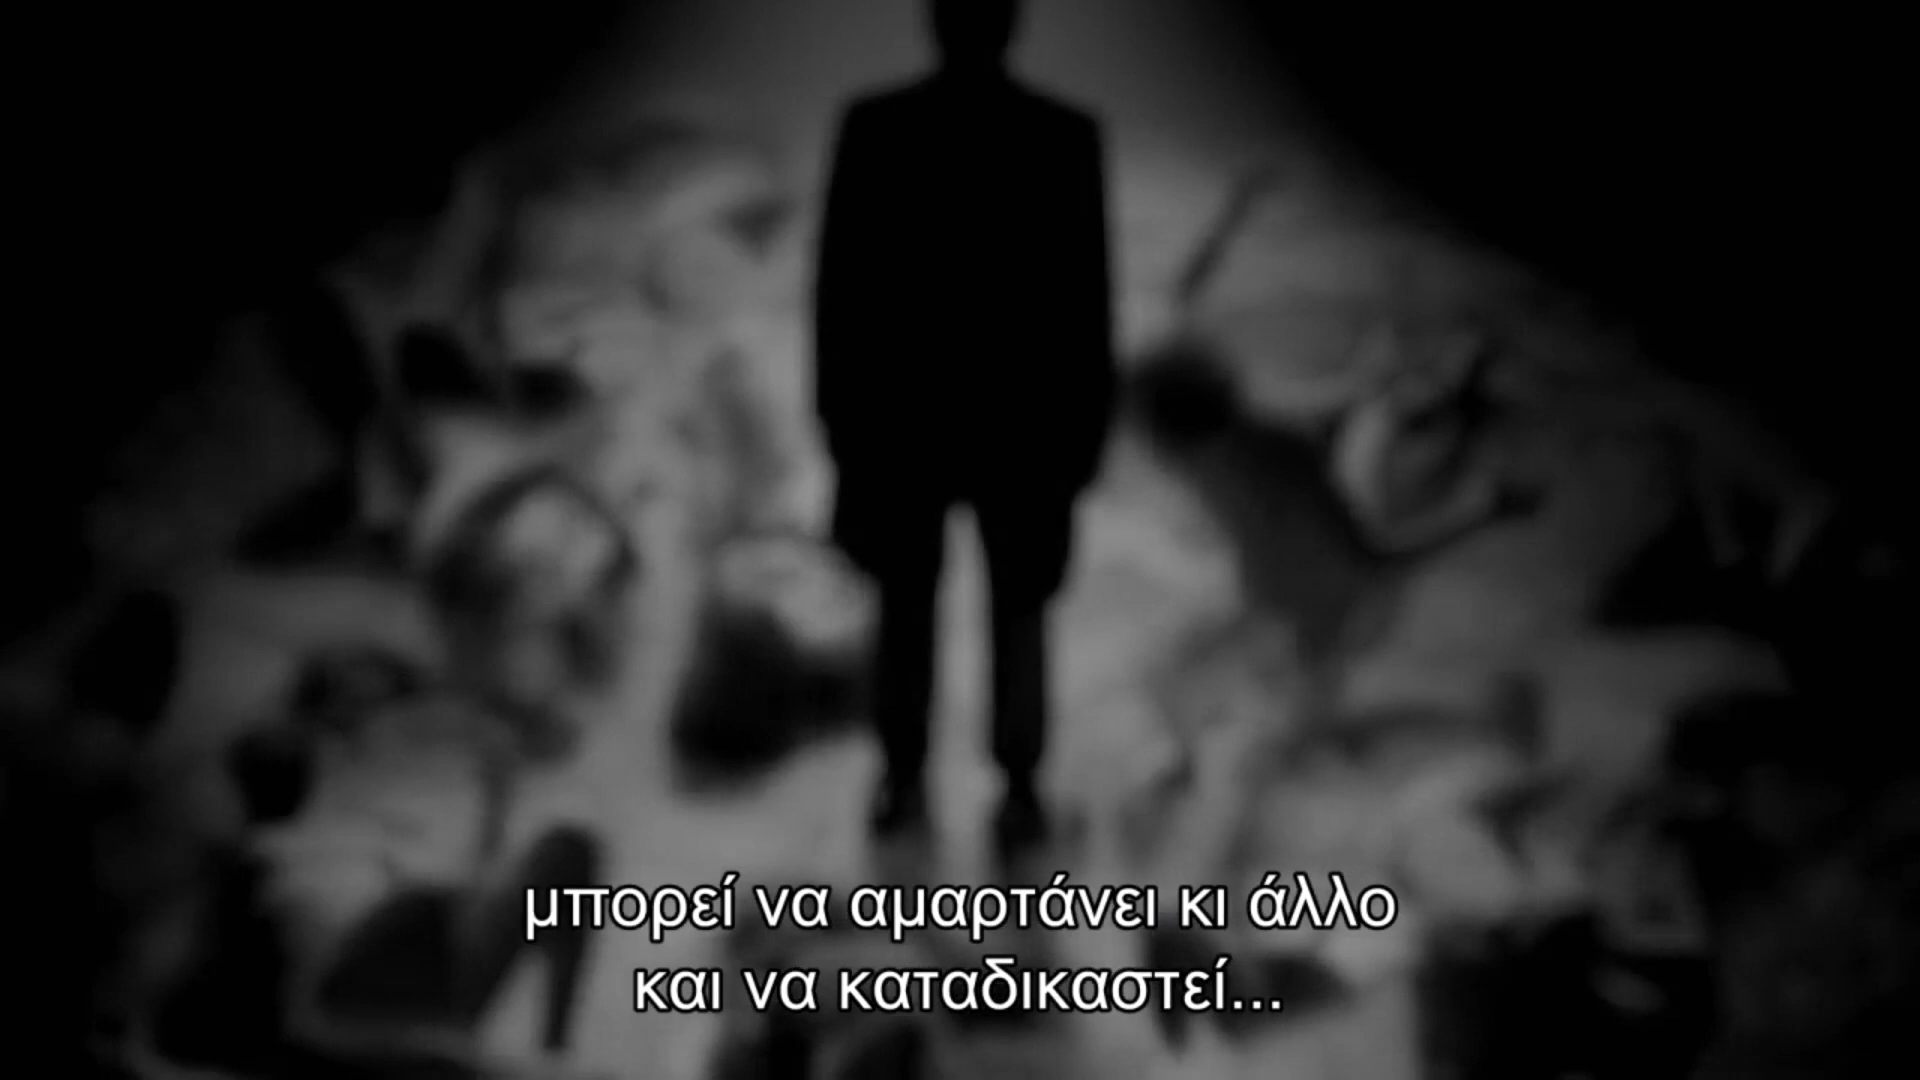 μπορεί να αμαρτάνει κι άλλο
και να καταδικαστεί...